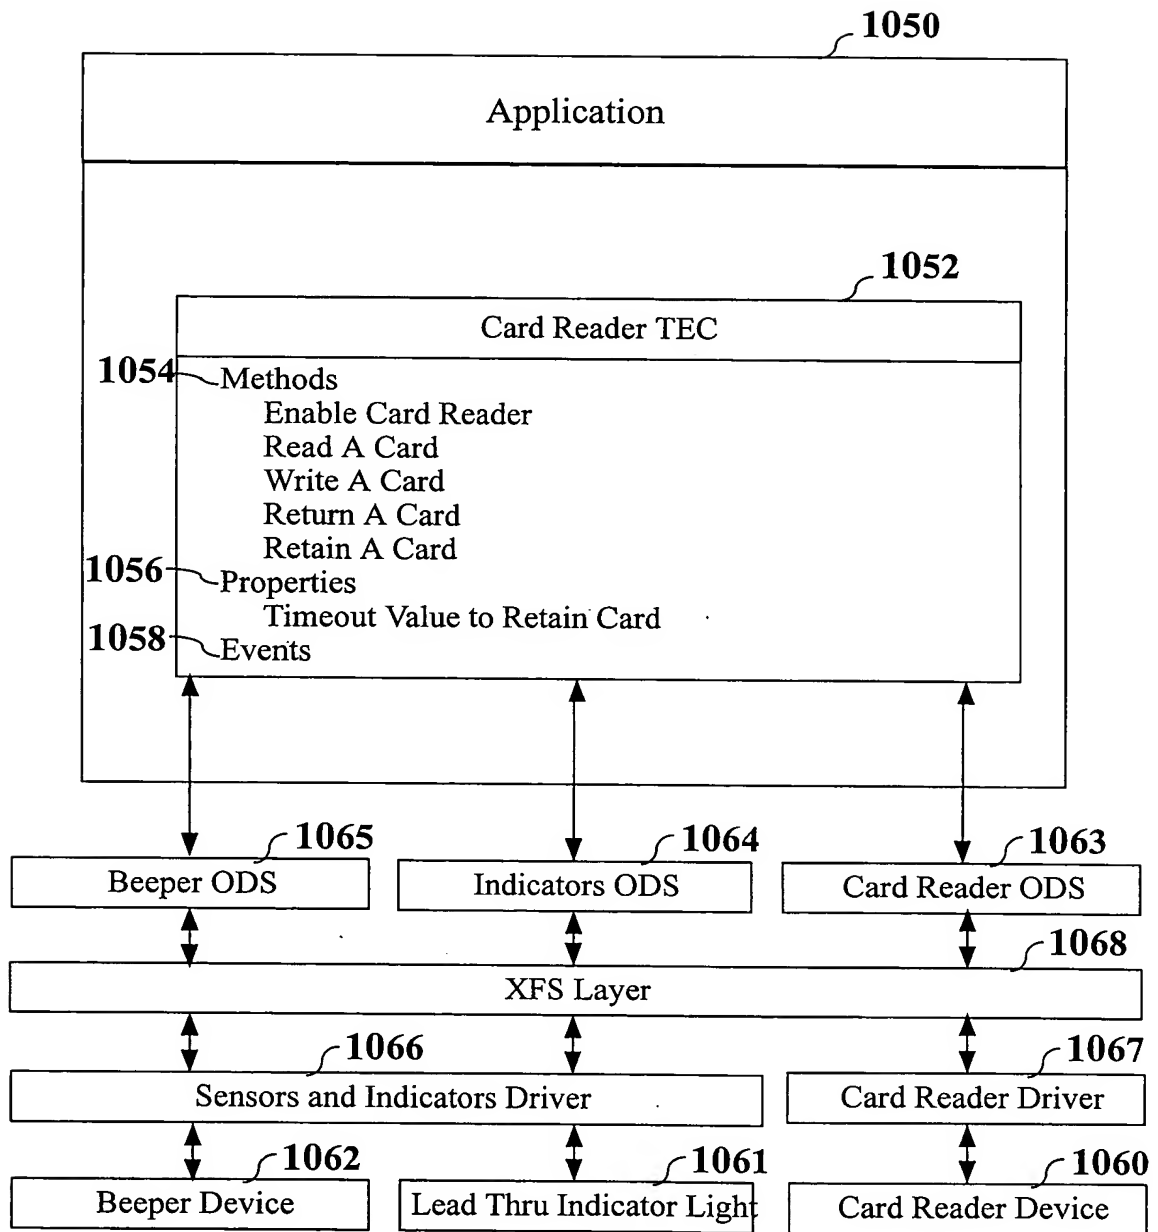 1050
Application
1052
Card Reader TEC
1054
Methods
Enable Card Reader
Read A Card
Write A Card
Return A Card
Retain A Card
1056
Properties
Timeout Value to Retain Card
1058
Events
1065
1064
1063
Beeper ODS
Indicators ODS
Card Reader ODS
1068
XFS Layer
1066
1067
Sensors and Indicators Driver
Card Reader Driver
1062
1061
1060
Beeper Device
Lead Thru Indicator Light
Card Reader Device